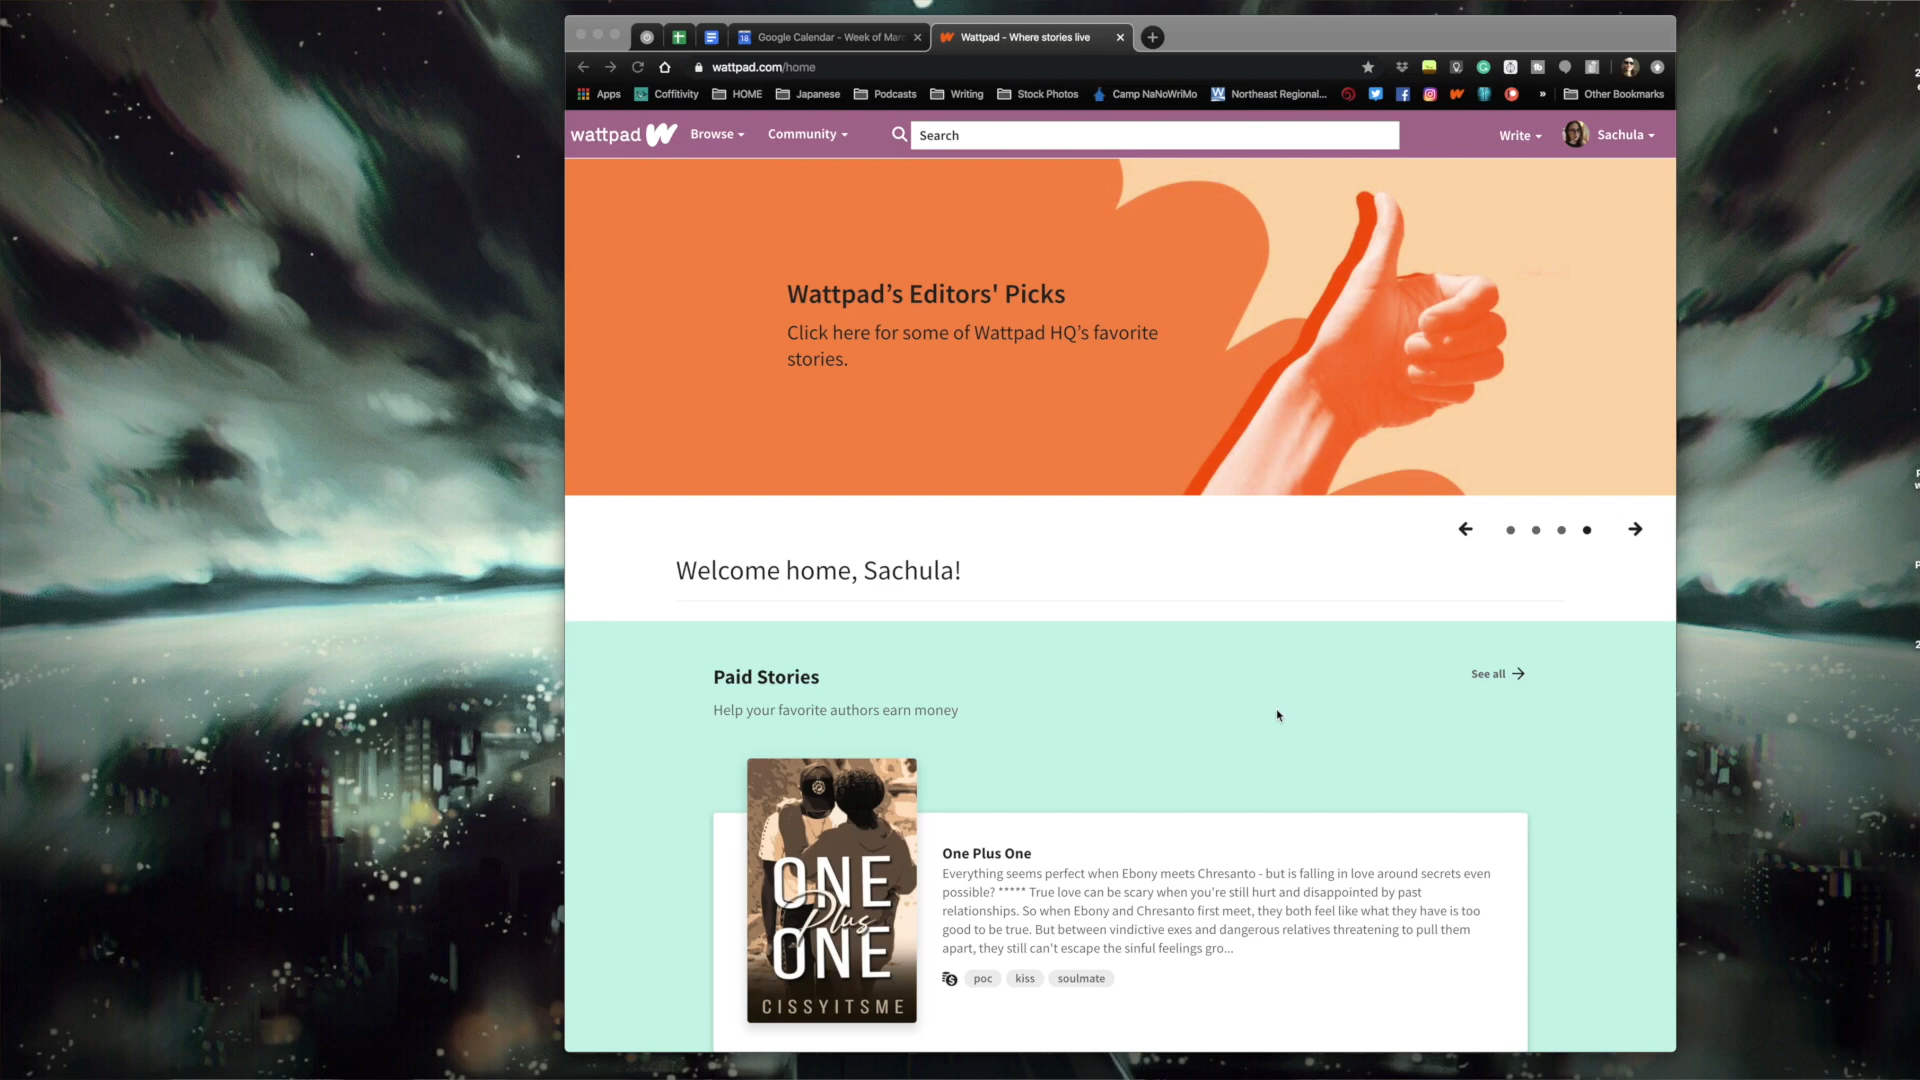 Google Calendar - Week of Mar
Wattpad - Where stories live
wattpad.com/home
Apps
Coffitivity
HOME
Japanese
Podcasts
Writing
Stock Photos
Camp NaNoWriMo
Northeast Regional...
»
Other Bookmarks
wattpad
Browse
Community
Search
Write
Sachula
Wattpad’s Editors' Picks
Click here for some of Wattpad HQ’s favorite
stories.
Welcome home, Sachula!
Paid Stories
See all
Help your favorite authors earn money
ONE
Plus
ONE
CISSYITSME
One Plus One
Everything seems perfect when Ebony meets Chresanto - but is falling in love around secrets even
possible? ***** True love can be scary when you're still hurt and disappointed by past
relationships. So when Ebony and Chresanto first meet, they both feel like what they have is too
good to be true. But between vindictive exes and dangerous relatives threatening to pull them
apart, they still can't escape the sinful feelings gro...
poc
kiss
soulmate